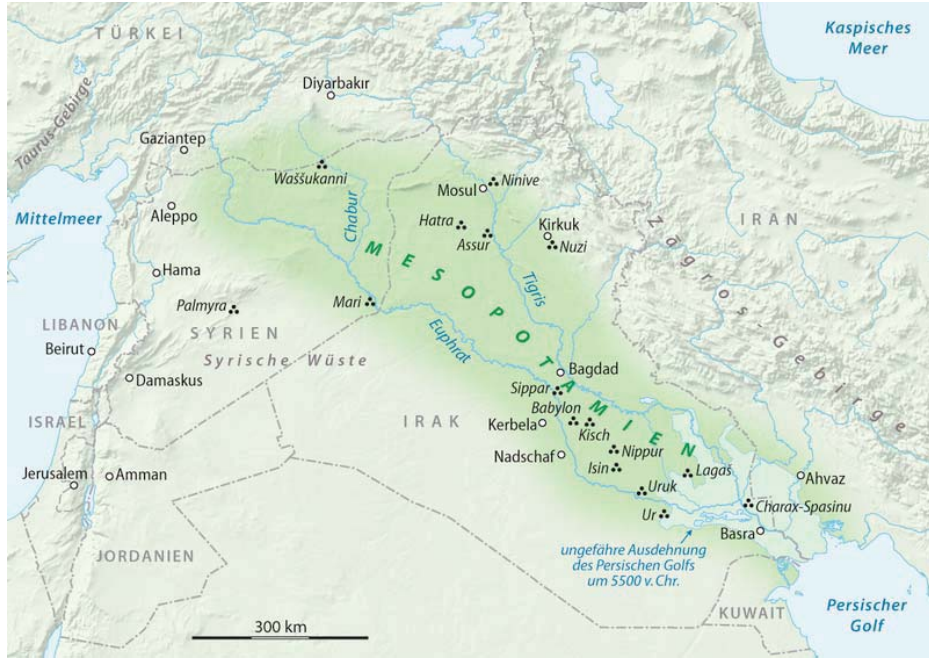 TÜRKEI
Kaspisches
Meer
Diyarbakır
Taurus-Gebirge
Gaziantep
Waššukanni
Mosul
Ninive
Mittelmeer
Aleppo
Chabur
Hatra
Assur
Kirkuk
Nuzi
IRAN
Zāgros-Gebirge
Hama
MESOPOTAMIEN
Tigris
Palmyra
Mari
LIBANON
SYRIEN
Euphrat
Beirut
Syrische Wüste
Bagdad
Damaskus
Sippar
Babylon
ISRAEL
IRAK
Kerbela
Kisch
Nippur
Nadschaf
Isin
Lagaš
Jerusalem
Amman
Ahvaz
Uruk
Charax-Spasinu
Ur
Basra
JORDANIEN
ungefähre Ausdehnung
des Persischen Golfs
um 5500 v. Chr.
KUWAIT
Persischer
Golf
300 km